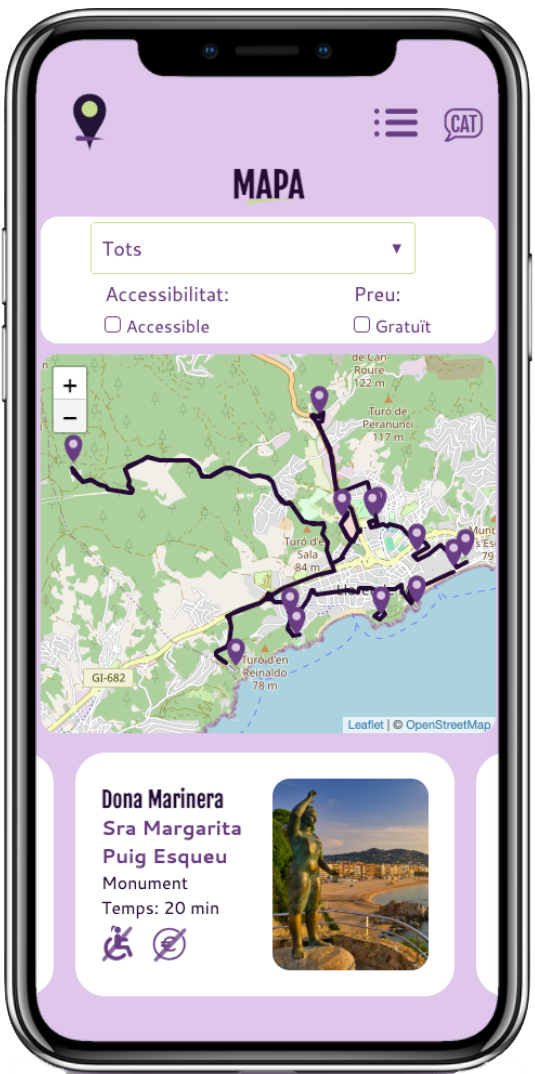 CAT
MAPA
Tots
Accessibilitat:
Preu:
Accessible
Gratuït
+
−
de Can
Roure
122 m
Turó de
Peranunci
117 m
Turó d'e
Sala
84 m
Munt
s Es
79
Turó d'en
Reinaldo
78 m
GI-682
Leaflet | © OpenStreetMap
Dona Marinera
Sra Margarita
Puig Esqueu
Monument
Temps: 20 min